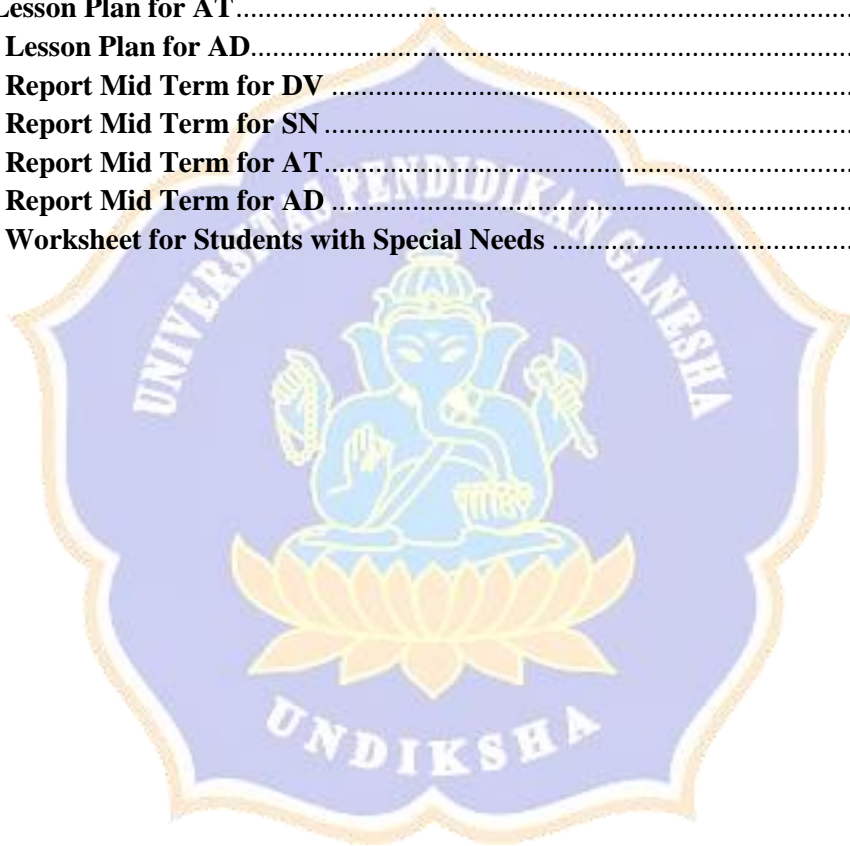 Lesson Plan for AT
Lesson Plan for AD
Report Mid Term for DV
Report Mid Term for SN
Report Mid Term for AT
Report Mid Term for AD
Worksheet for Students with Special Needs
UNIVERSITAS PENDIDIKAN GANESHA
UNDIKSHA